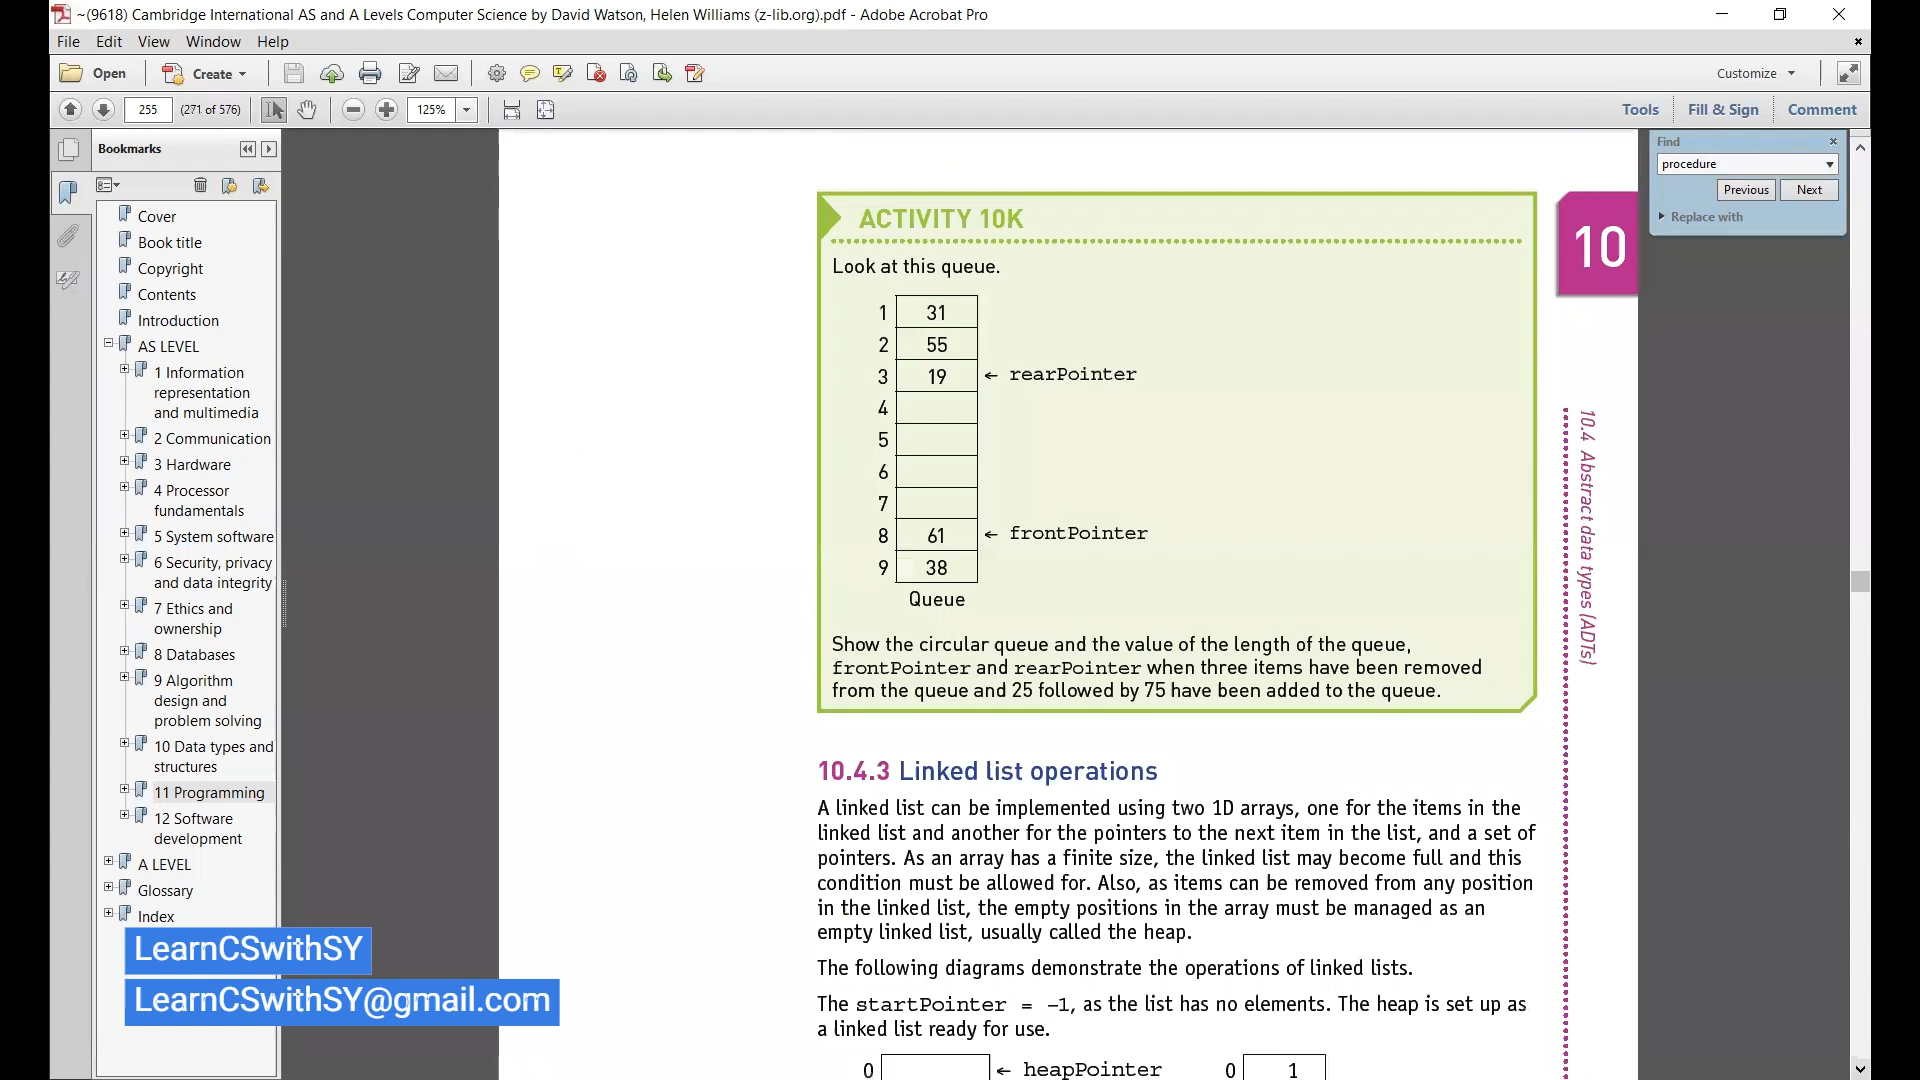 ~(9618) Cambridge International AS and A Levels Computer Science by David Watson, Helen Williams (z-lib.org).pdf - Adobe Acrobat Pro
File Edit View Window Help
Open Create Customize
255 (271 of 576) 125% Tools Fill & Sign Comment
Bookmarks
Cover
Book title
Copyright
Contents
Introduction
AS LEVEL
1 Information
representation
and multimedia
2 Communication
3 Hardware
4 Processor
fundamentals
5 System software
6 Security, privacy
and data integrity
7 Ethics and
ownership
8 Databases
9 Algorithm
design and
problem solving
10 Data types and
structures
11 Programming
12 Software
development
A LEVEL
Glossary
Index
LearnCSwithSY
LearnCSwithSY@gmail.com
ACTIVITY 10K
Look at this queue.
1 31
2 55
3 19 ← rearPointer
4
5
6
7
8 61 ← frontPointer
9 38
Queue
Show the circular queue and the value of the length of the queue,
frontPointer and rearPointer when three items have been removed
from the queue and 25 followed by 75 have been added to the queue.
10.4.3 Linked list operations
A linked list can be implemented using two 1D arrays, one for the items in the
linked list and another for the pointers to the next item in the list, and a set of
pointers. As an array has a finite size, the linked list may become full and this
condition must be allowed for. Also, as items can be removed from any position
in the linked list, the empty positions in the array must be managed as an
empty linked list, usually called the heap.
The following diagrams demonstrate the operations of linked lists.
The startPointer = –1, as the list has no elements. The heap is set up as
a linked list ready for use.
0 ← heapPointer 0 1
10
10.4 Abstract data types (ADTs)
Find
procedure
Previous Next
Replace with